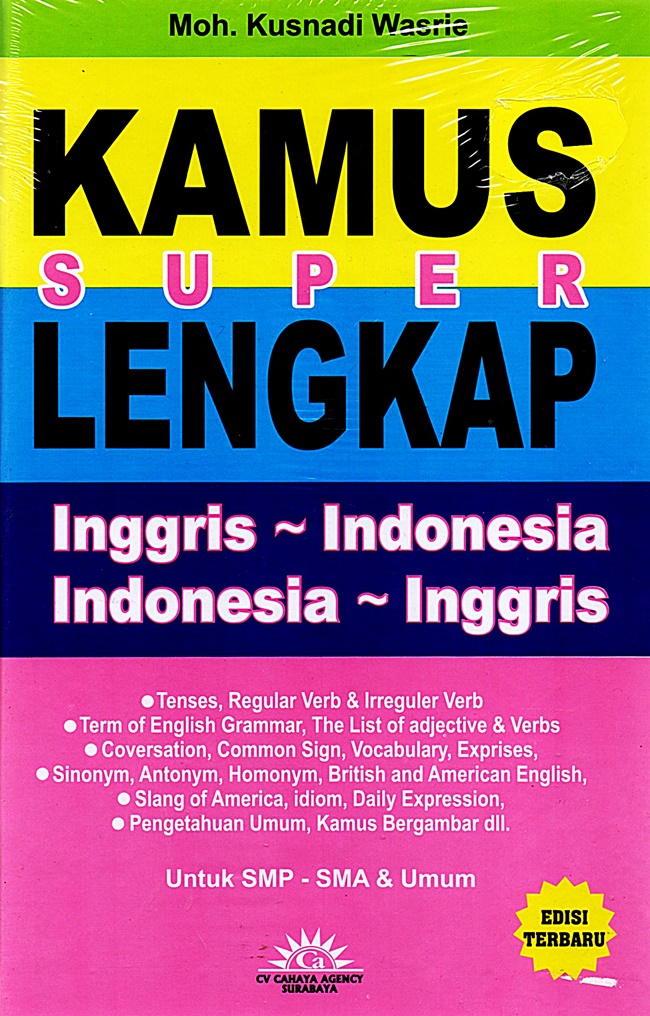 Moh. Kusnadi Wasrie
KAMUS
SUPER
LENGKAP
Inggris ~ Indonesia
Indonesia ~ Inggris
●Tenses, Regular Verb & Irreguler Verb
●Term of English Grammar, The List of adjective & Verbs
●Coversation, Common Sign, Vocabulary, Exprises,
●Sinonym, Antonym, Homonym, British and American English,
●Slang of America, idiom, Daily Expression,
●Pengetahuan Umum, Kamus Bergambar dll.
Untuk SMP - SMA & Umum
EDISI
TERBARU
Ca
CV CAHAYA AGENCY
SURABAYA